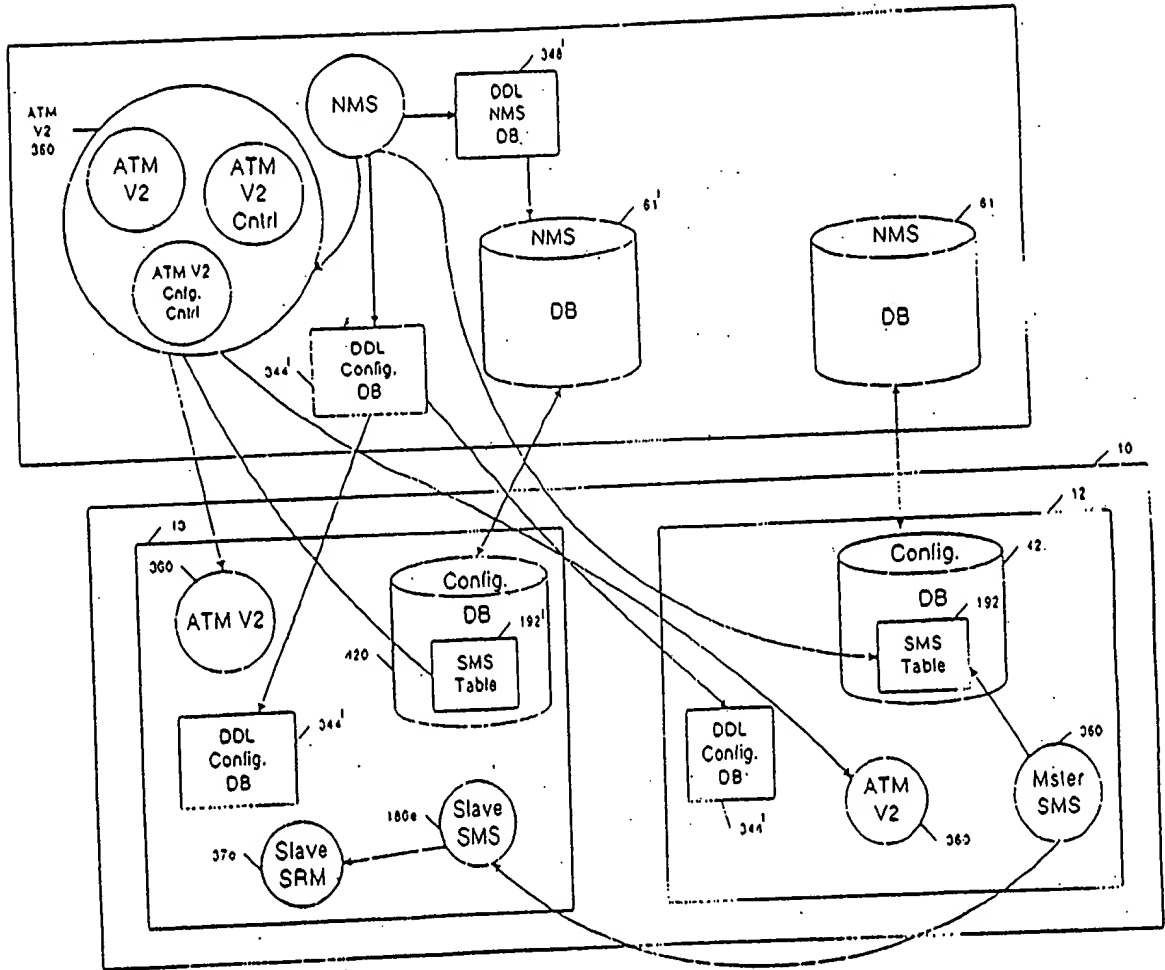 348'
NMS
DDL
NMS
DB
ATM
V2
360
ATM
V2
ATM
V2
Cntrl
ATM V2
Cnfg.
Cntrl
61'
NMS
DB
61
NMS
DB
344'
DDL
Config.
DB
10
13
12
360
ATM V2
Config.
DB
192'
SMS
Table
420
Config.
DB
42
192
SMS
Table
344'
DDL
Config.
DB
DDL
Config.
DB
344'
360
Mster
SMS
ATM
V2
360
180e
Slave
SMS
Slave
SRM